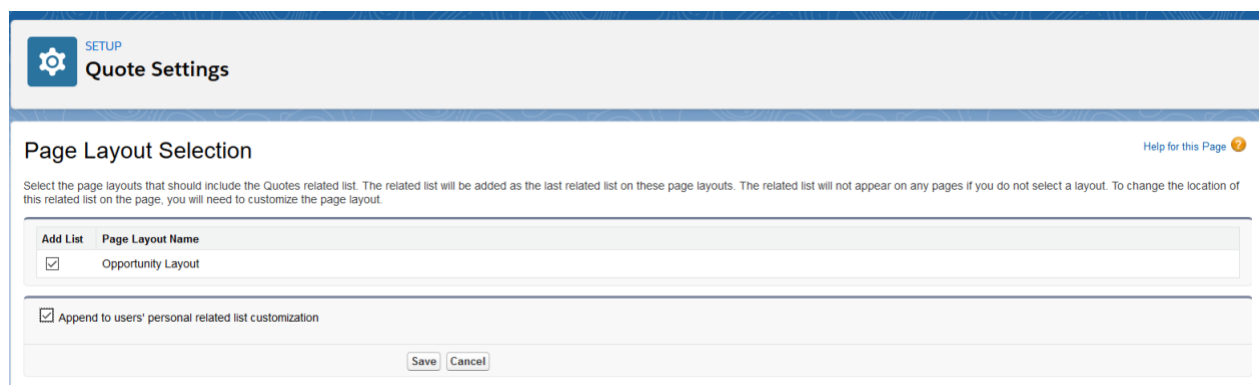 SETUP
Quote Settings
Page Layout Selection
Help for this Page
Select the page layouts that should include the Quotes related list. The related list will be added as the last related list on these page layouts. The related list will not appear on any pages if you do not select a layout. To change the location of
this related list on the page, you will need to customize the page layout.
Add List Page Layout Name
Opportunity Layout
Append to users' personal related list customization
Save Cancel